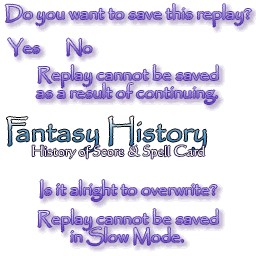 Do you want to save this replay?
Yes No
Replay cannot be saved
as a result of continuing.
Fantasy History
History of Score & Spell Card
Is it alright to overwrite?
Replay cannot be saved
in Slow Mode.